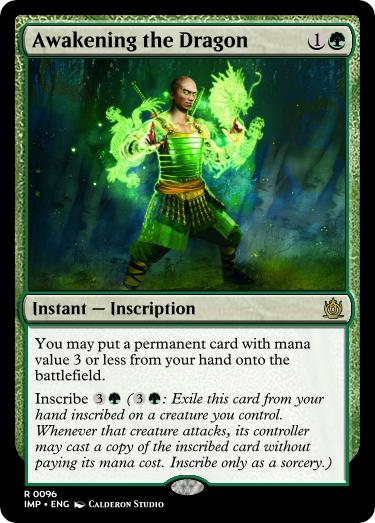 Awakening the Dragon 1
Instant — Inscription
You may put a permanent card with mana
value 3 or less from your hand onto the
battlefield.
Inscribe 3 (3 : Exile this card from your
hand inscribed on a creature you control.
Whenever that creature attacks, its controller
may cast a copy of the inscribed card without
paying its mana cost. Inscribe only as a sorcery.)
R 0096
IMP • ENG Calderon Studio